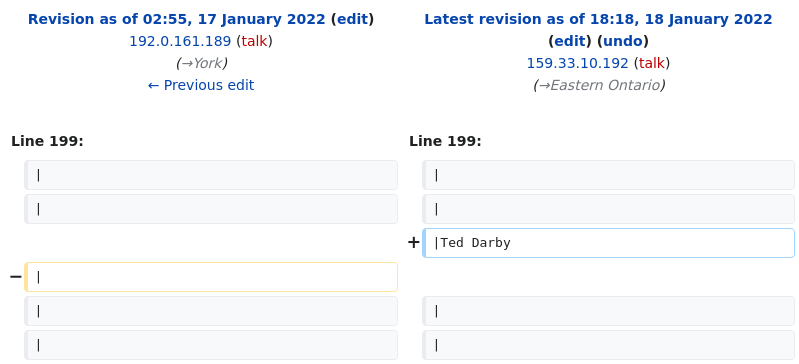 Revision as of 02:55, 17 January 2022 (edit)
192.0.161.189 (talk)
(→York)
← Previous edit
Latest revision as of 18:18, 18 January 2022
(edit) (undo)
159.33.10.192 (talk)
(→Eastern Ontario)
Line 199:
Line 199:
|
|
|
|
+ |Ted Darby
− |
|
|
|
|